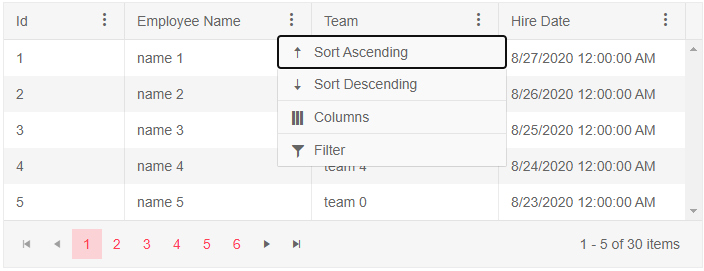 Id Employee Name Team Hire Date
1 name 1 Sort Ascending 8/27/2020 12:00:00 AM
2 name 2 Sort Descending 8/26/2020 12:00:00 AM
3 name 3 Columns 8/25/2020 12:00:00 AM
Filter
4 name 4 team 4 8/24/2020 12:00:00 AM
5 name 5 team 0 8/23/2020 12:00:00 AM
1 2 3 4 5 6 1 - 5 of 30 items